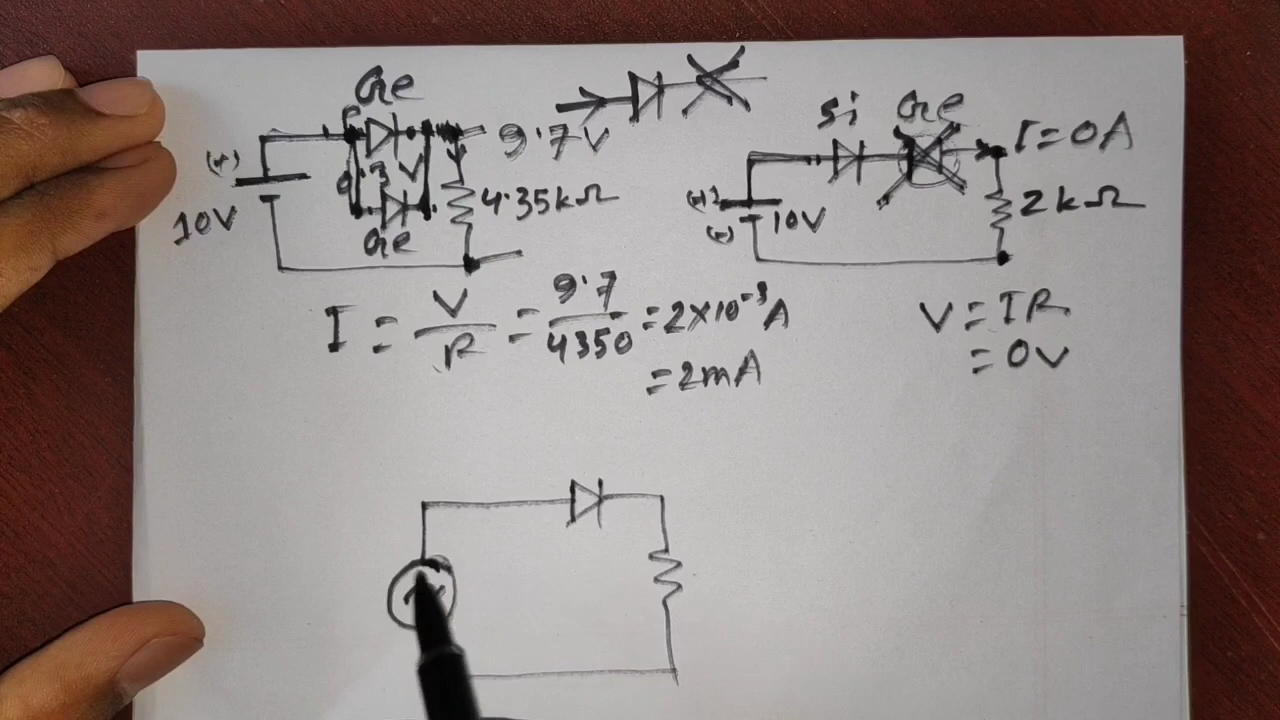 Ge
(+)
10V
0.3 V
Ge
9.7V
4.35kΩ
I = V/R = 9.7/4350 = 2×10⁻³A
= 2mA
Si Ge
I=0A
(+)
(-)
10V
2kΩ
V = IR
= 0V